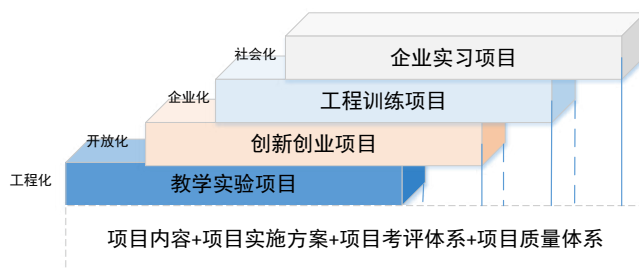 社会化
企业实习项目
企业化
工程训练项目
开放化
创新创业项目
工程化
教学实验项目
项目内容+项目实施方案+项目考评体系+项目质量体系